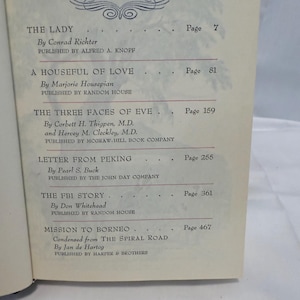 THE LADY . . . . . . . Page 7
By Conrad Richter
PUBLISHED BY ALFRED A. KNOPF
A HOUSEFUL OF LOVE . . . . Page 81
By Marjorie Housepian
PUBLISHED BY RANDOM HOUSE
THE THREE FACES OF EVE . . Page 159
By Corbett H. Thigpen, M.D.
and Hervey M. Cleckley, M.D.
PUBLISHED BY MCGRAW-HILL BOOK COMPANY
LETTER FROM PEKING . . . . Page 255
By Pearl S. Buck
PUBLISHED BY THE JOHN DAY COMPANY
THE FBI STORY . . . . . Page 361
By Don Whitehead
PUBLISHED BY RANDOM HOUSE
MISSION TO BORNEO . . . . Page 467
Condensed from THE SPIRAL ROAD
By Jan de Hartog
PUBLISHED BY HARPER & BROTHERS